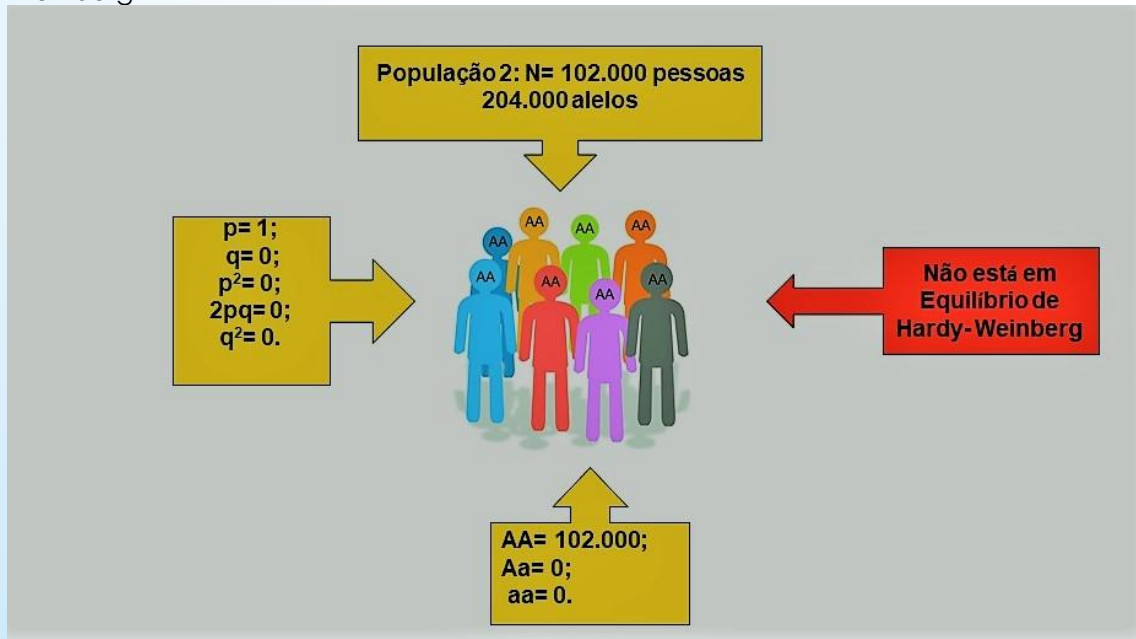 População 2: N= 102.000 pessoas
204.000 alelos
p= 1;
q= 0;
p²= 0;
2pq= 0;
q²= 0.
AA
AA
AA
AA
AA
AA
AA
AA
Não está em
Equilíbrio de
Hardy-Weinberg
AA= 102.000;
Aa= 0;
aa= 0.